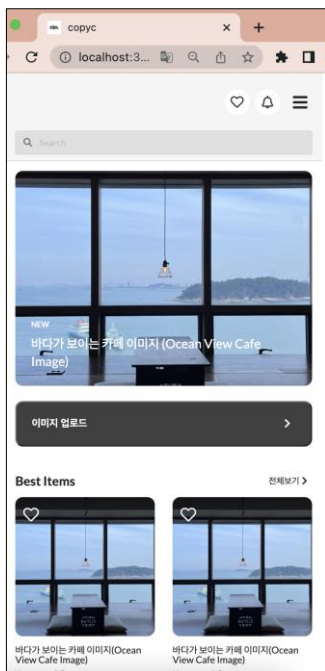 copyc
localhost:3...
Search
NEW
바다가 보이는 카페 이미지 (Ocean View Cafe
Image)
이미지 업로드
Best Items
전체보기
바다가 보이는 카페 이미지(Ocean
View Cafe Image)
바다가 보이는 카페 이미지(Ocean
View Cafe Image)